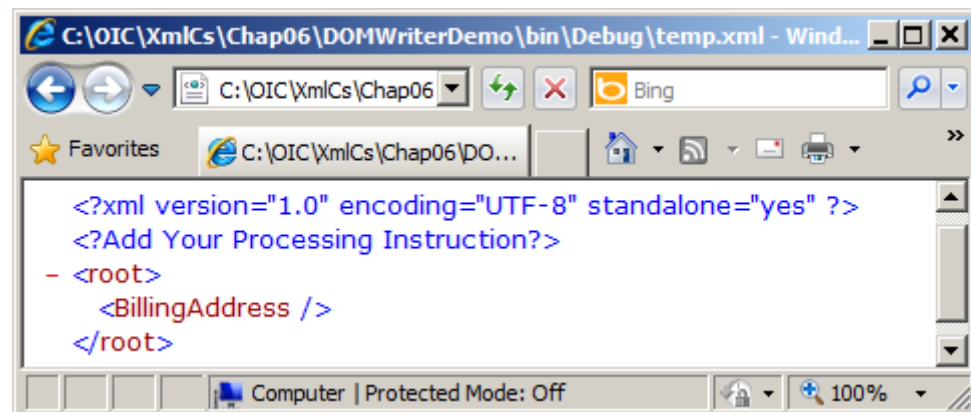 C:\OIC\XmlCs\Chap06\DOMWriterDemo\bin\Debug\temp.xml - Wind...
C:\OIC\XmlCs\Chap06
Bing
Favorites
C:\OIC\XmlCs\Chap06\DO...
»
<?xml version="1.0" encoding="UTF-8" standalone="yes" ?>
<?Add Your Processing Instruction?>
- <root>
<BillingAddress />
</root>
Computer | Protected Mode: Off
100%